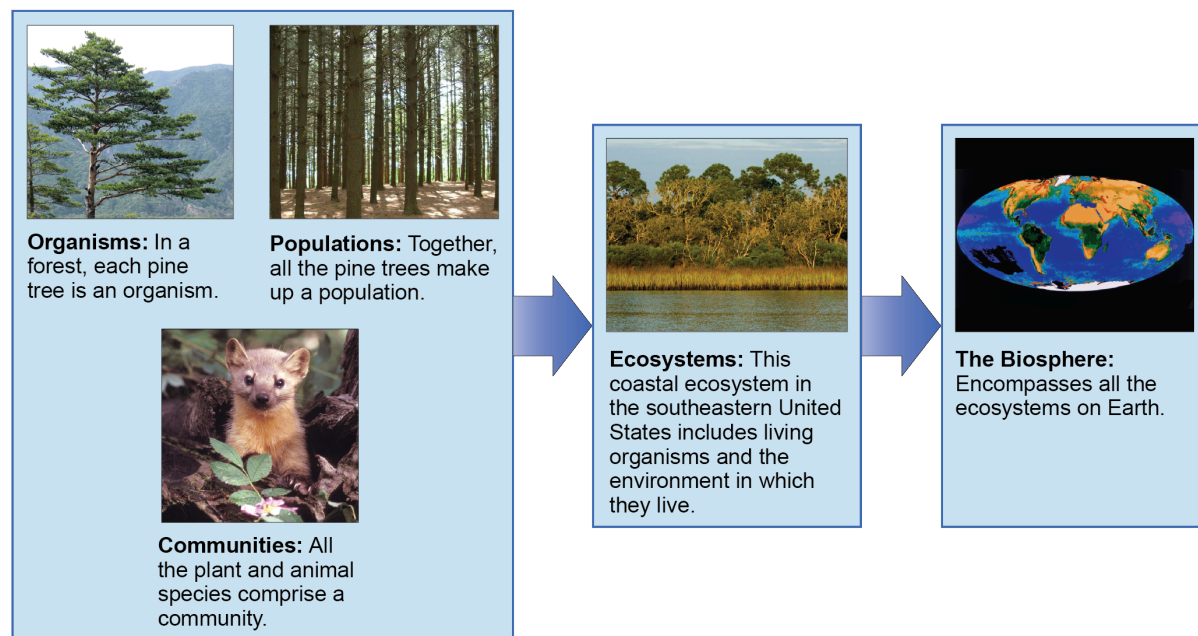 Organisms: In a
forest, each pine
tree is an organism.
Populations: Together,
all the pine trees make
up a population.
Communities: All
the plant and animal
species comprise a
community.
Ecosystems: This
coastal ecosystem in
the southeastern United
States includes living
organisms and the
environment in which
they live.
The Biosphere:
Encompasses all the
ecosystems on Earth.